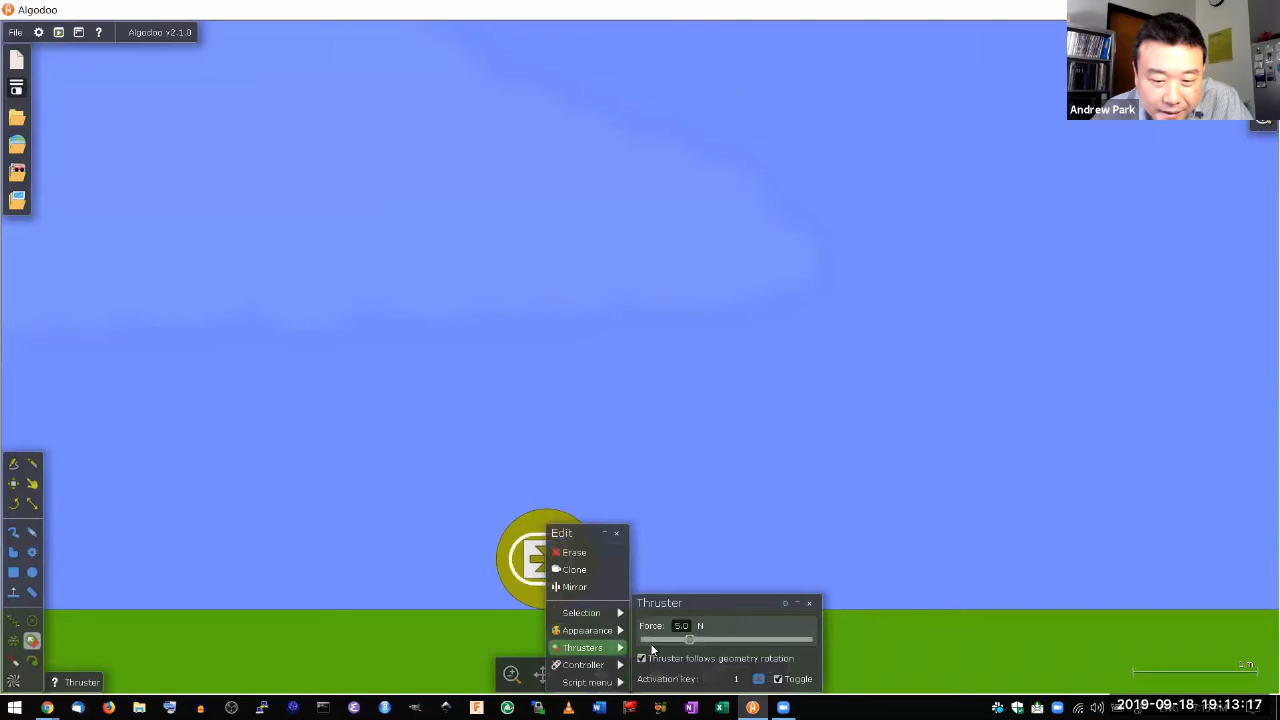 Algodoo
File ? Algodoo v2.1.0
Andrew Park
Edit
Erase
Clone
Mirror
Selection
Appearance
Thrusters
Controller
Script menu
Thruster
Force: 5.0 N
Thruster follows geometry rotation
Activation key: 1 Toggle
? Thruster
2019-09-18 19:13:17